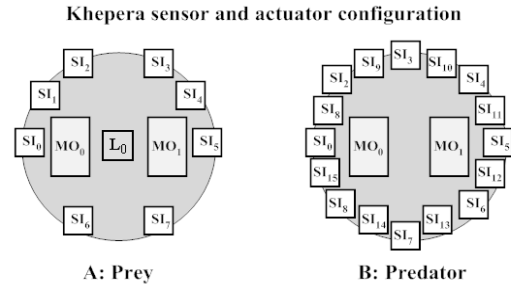 Khepera sensor and actuator configuration
SI₂ SI₃
SI₁ SI₄
SI₀ MO₀ L₀ MO₁ SI₅
SI₆ SI₇
A: Prey
SI₃
SI₉ SI₁₀
SI₂ SI₄
SI₈ SI₁₁
SI₀ MO₀ MO₁ SI₅
SI₁₅ SI₁₂
SI₈ SI₆
SI₁₄ SI₁₃
SI₇
B: Predator